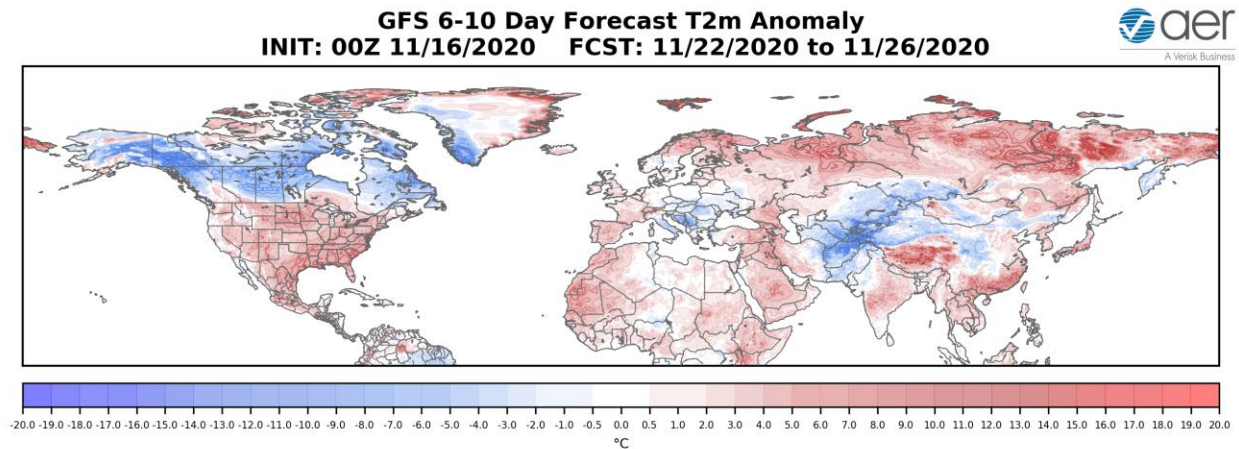 GFS 6-10 Day Forecast T2m Anomaly
INIT: 00Z 11/16/2020 FCST: 11/22/2020 to 11/26/2020
aer
A Verisk Business
-20.0 -19.0 -18.0 -17.0 -16.0 -15.0 -14.0 -13.0 -12.0 -11.0 -10.0 -9.0 -8.0 -7.0 -6.0 -5.0 -4.0 -3.0 -2.0 -1.0 -0.5 0.0 0.5 1.0 2.0 3.0 4.0 5.0 6.0 7.0 8.0 9.0 10.0 11.0 12.0 13.0 14.0 15.0 16.0 17.0 18.0 19.0 20.0
°C